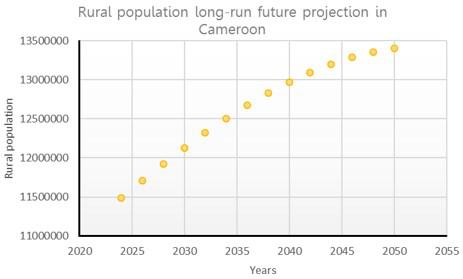 Rural population long-run future projection in
Cameroon
13500000
13000000
12500000
12000000
11500000
11000000
Rural population
2020 2025 2030 2035 2040 2045 2050 2055
Years